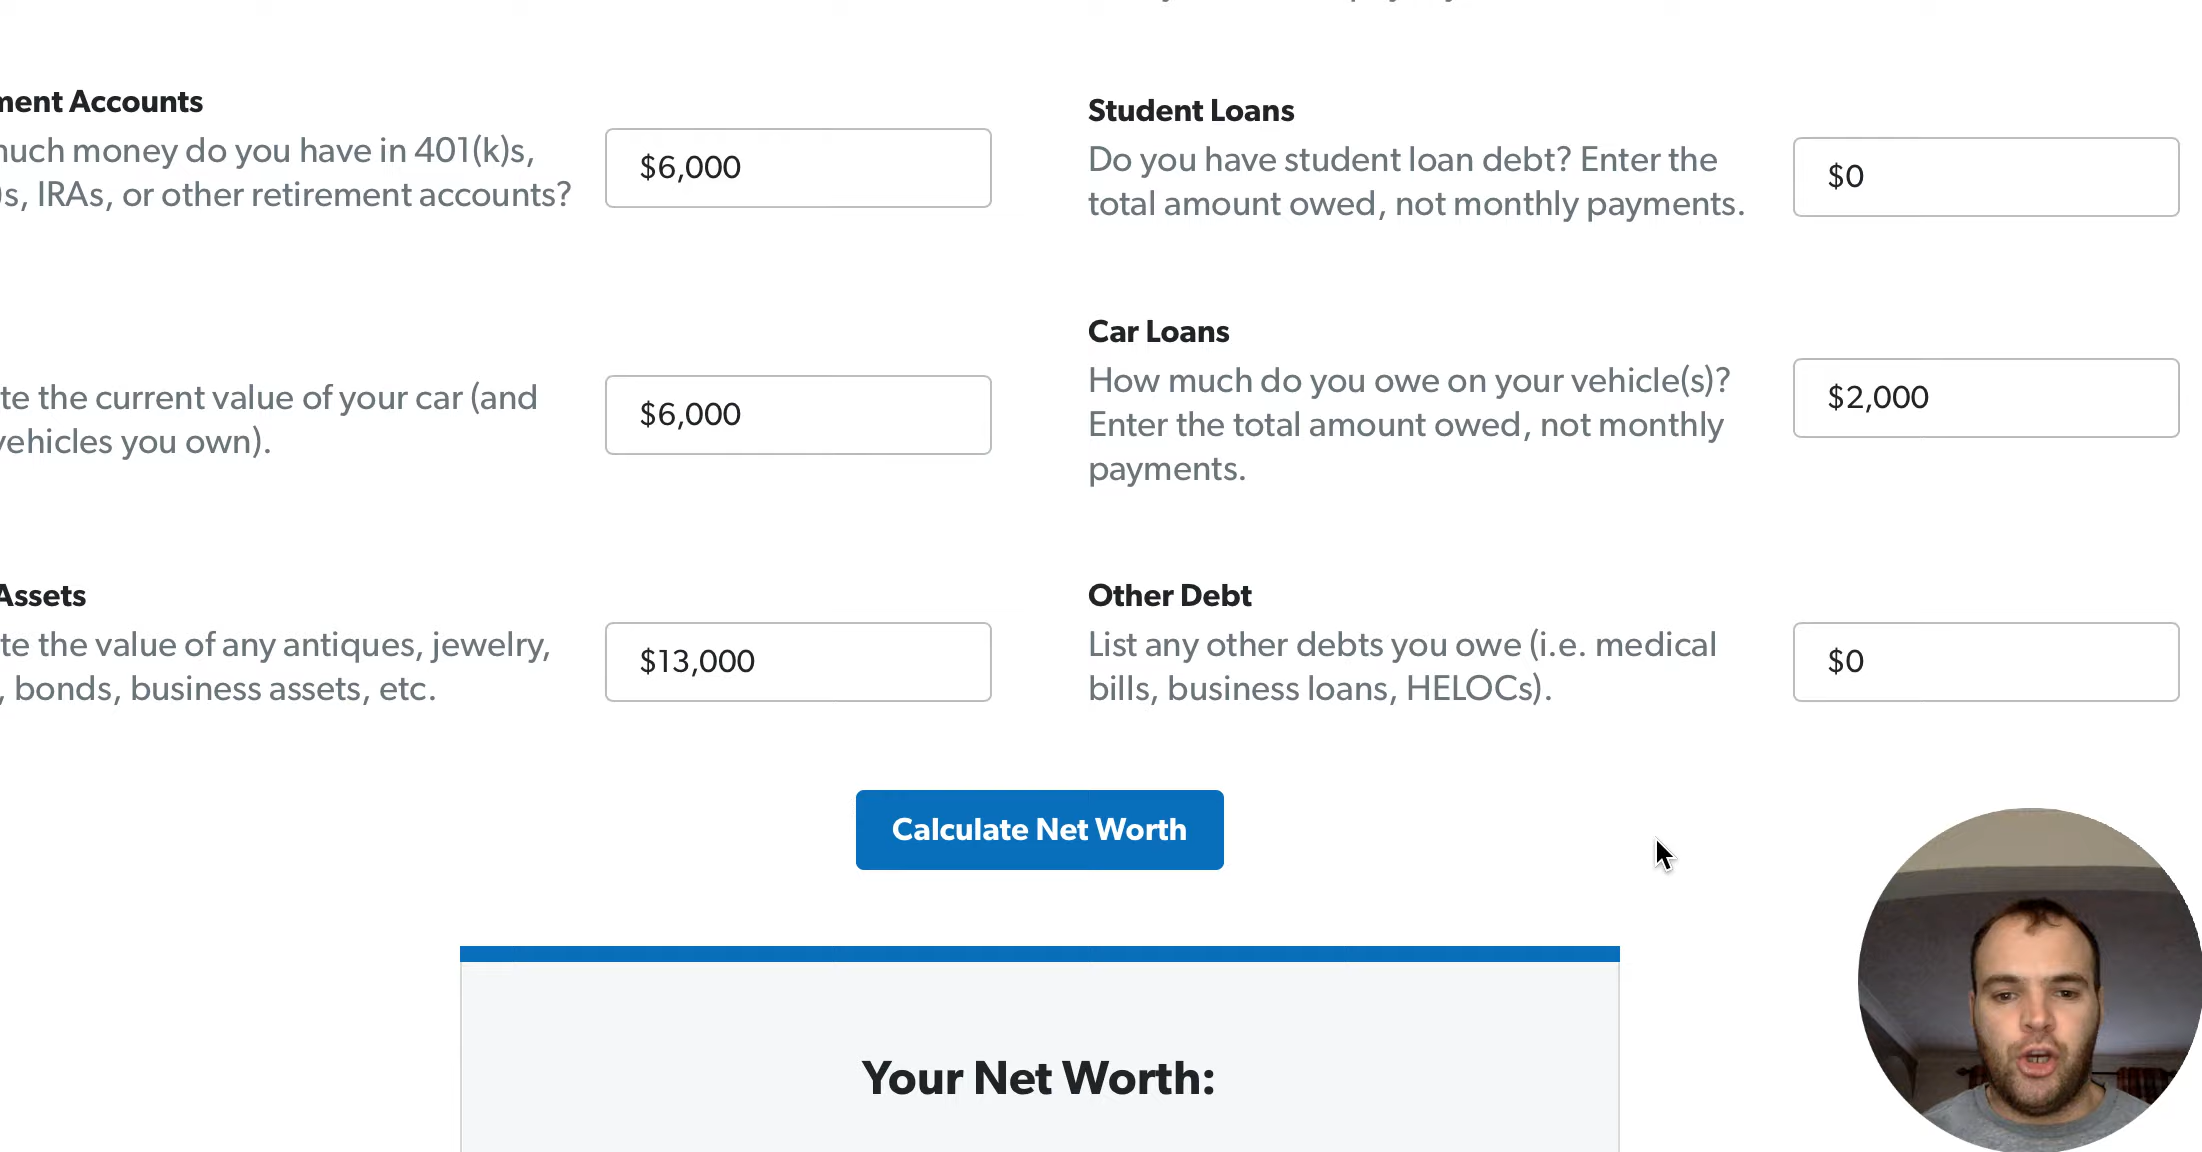 ment Accounts
much money do you have in 401(k)s,
)s, IRAs, or other retirement accounts?
$6,000
te the current value of your car (and
vehicles you own).
$6,000
Assets
te the value of any antiques, jewelry,
, bonds, business assets, etc.
$13,000
Student Loans
Do you have student loan debt? Enter the
total amount owed, not monthly payments.
$0
Car Loans
How much do you owe on your vehicle(s)?
Enter the total amount owed, not monthly
payments.
$2,000
Other Debt
List any other debts you owe (i.e. medical
bills, business loans, HELOCs).
$0
Calculate Net Worth
Your Net Worth: